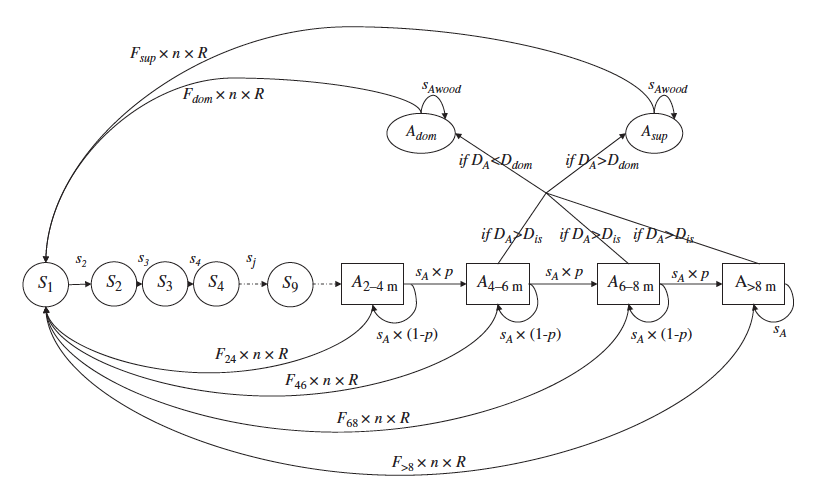 F_sup × n × R
F_dom × n × R
s_Awood
s_Awood
A_dom
A_sup
if D_A<D_dom
if D_A>D_dom
if D_A>D_is
if D_A>D_is
if D_A>D_is
s_2
s_3
s_4
s_j
S_1
S_2
S_3
S_4
S_9
A_2–4 m
s_A × p
A_4–6 m
s_A × p
A_6–8 m
s_A × p
A_>8 m
s_A × (1-p)
s_A × (1-p)
s_A × (1-p)
s_A
F_24 × n × R
F_46 × n × R
F_68 × n × R
F_>8 × n × R